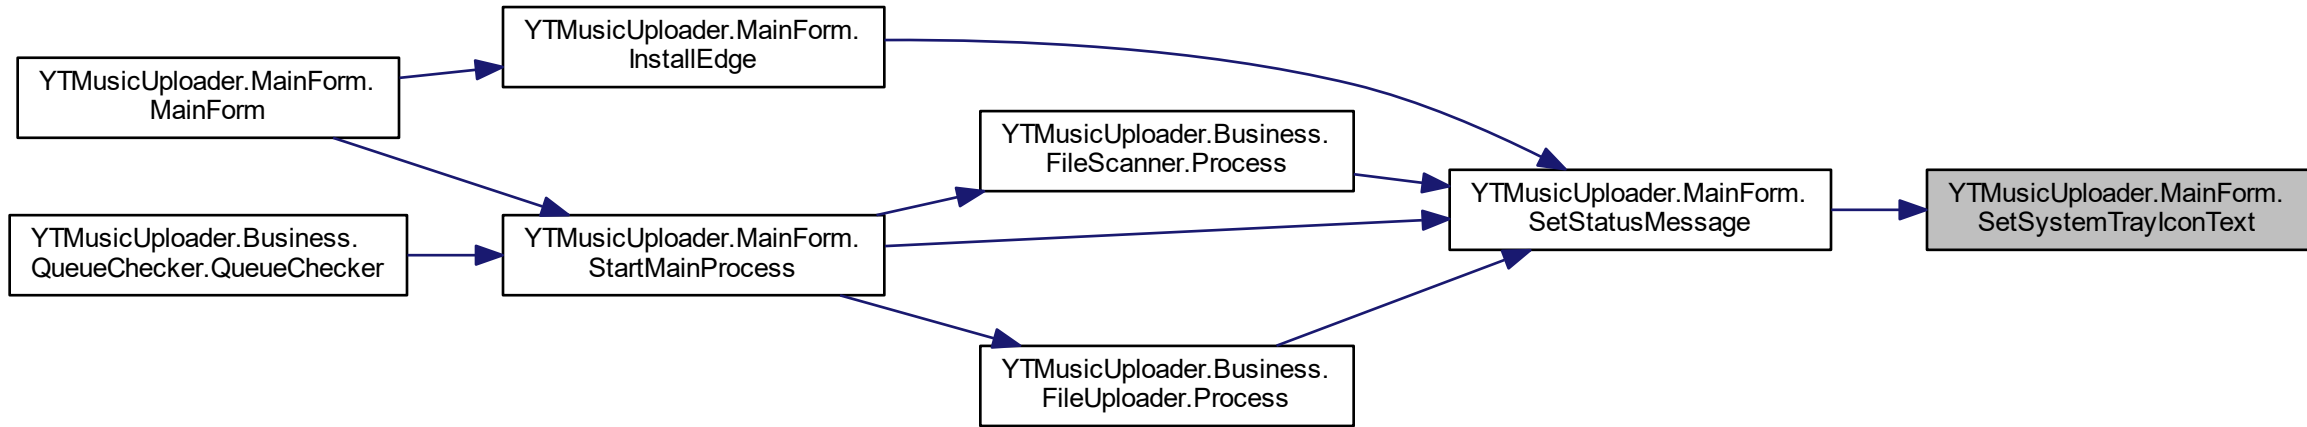 YTMusicUploader.MainForm.
MainForm
YTMusicUploader.Business.
QueueChecker.QueueChecker
YTMusicUploader.MainForm.
InstallEdge
YTMusicUploader.MainForm.
StartMainProcess
YTMusicUploader.Business.
FileScanner.Process
YTMusicUploader.Business.
FileUploader.Process
YTMusicUploader.MainForm.
SetStatusMessage
YTMusicUploader.MainForm.
SetSystemTrayIconText